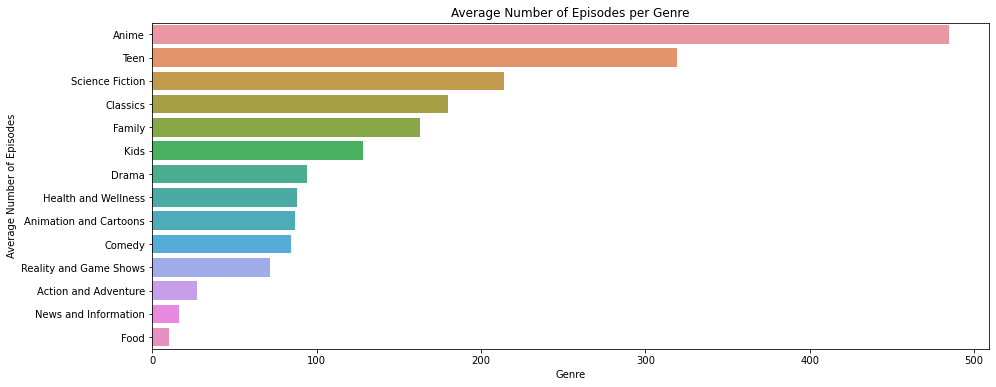 Average Number of Episodes per Genre
Average Number of Episodes
Anime
Teen
Science Fiction
Classics
Family
Kids
Drama
Health and Wellness
Animation and Cartoons
Comedy
Reality and Game Shows
Action and Adventure
News and Information
Food
0 100 200 300 400 500
Genre